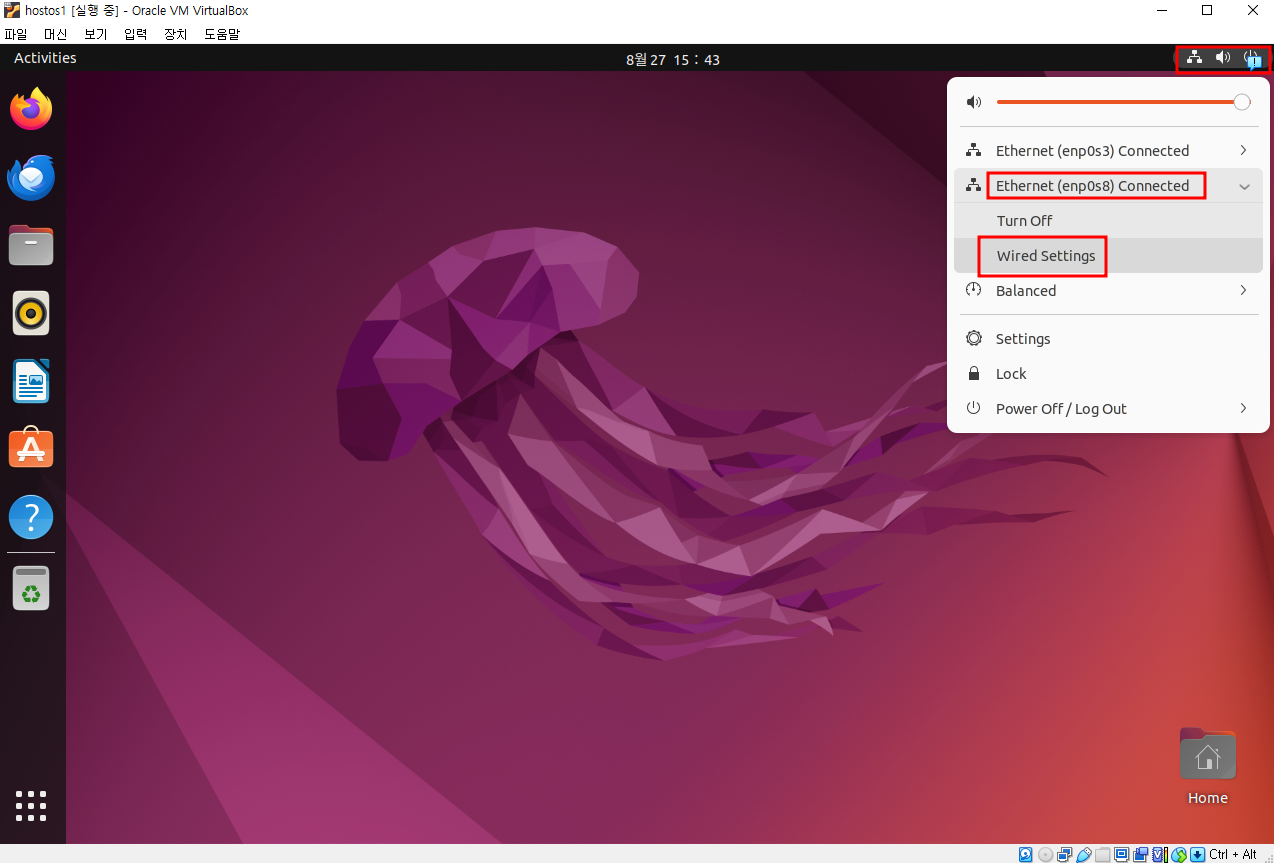 hostos1 [실행 중] - Oracle VM VirtualBox
파일 머신 보기 입력 장치 도움말
Activities
8월 27 15 : 43
Ethernet (enp0s3) Connected
Ethernet (enp0s8) Connected
Turn Off
Wired Settings
Balanced
Settings
Lock
Power Off / Log Out
Home
Ctrl + Alt